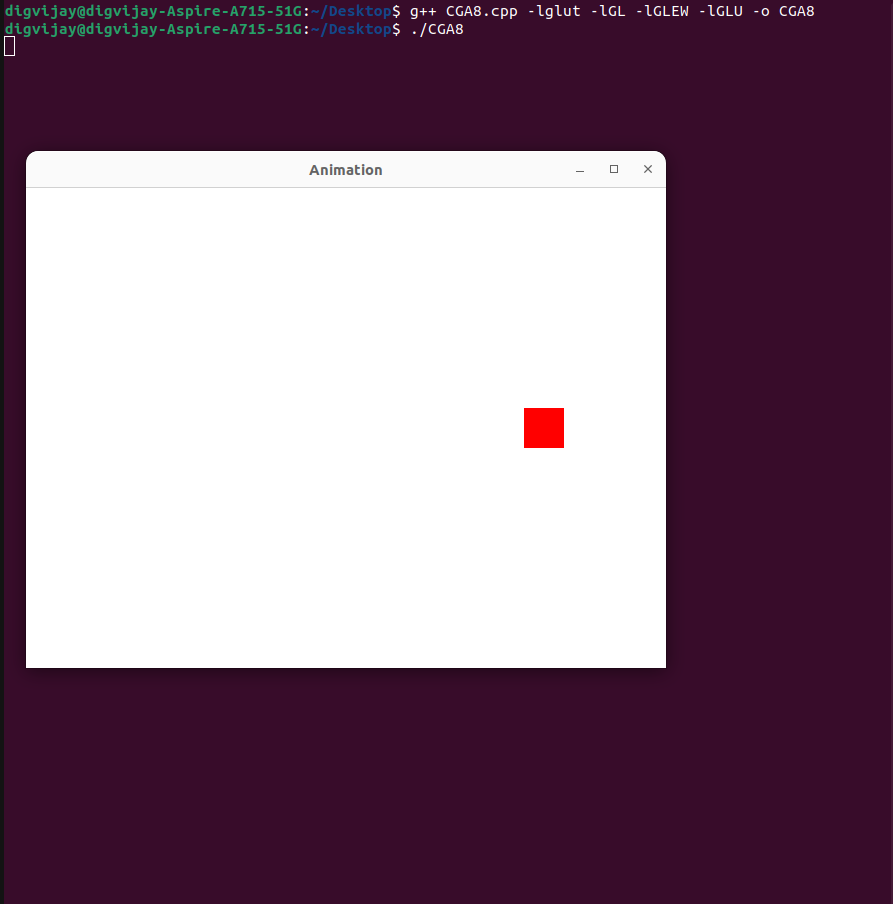 digvijay@digvijay-Aspire-A715-51G:~/Desktop$ g++ CGA8.cpp -lglut -lGL -lGLEW -lGLU -o CGA8
digvijay@digvijay-Aspire-A715-51G:~/Desktop$ ./CGA8
Animation